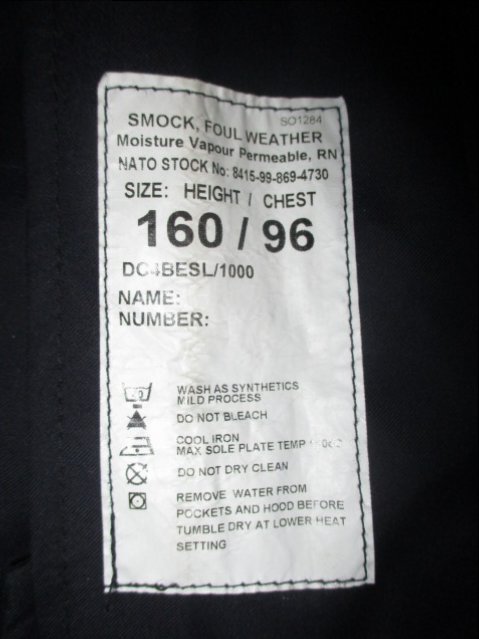 SO1284
SMOCK, FOUL WEATHER
Moisture Vapour Permeable, RN
NATO STOCK No: 8415-99-869-4730
SIZE: HEIGHT / CHEST
160 / 96
DC4BESL/1000
NAME:
NUMBER:
WASH AS SYNTHETICS
MILD PROCESS
DO NOT BLEACH
COOL IRON
MAX SOLE PLATE TEMP
DO NOT DRY CLEAN
REMOVE WATER FROM
POCKETS AND HOOD BEFORE
TUMBLE DRY AT LOWER HEAT
SETTING